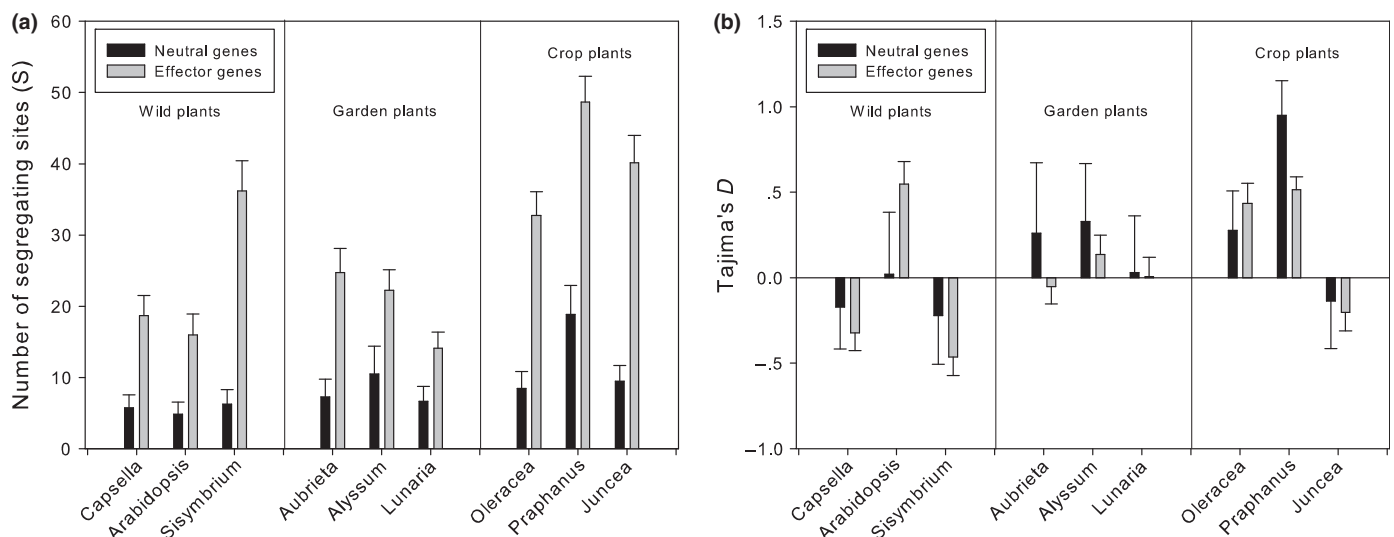 (a)
Number of segregating sites (S)
60
50
40
30
20
10
0
Neutral genes
Effector genes
Wild plants
Garden plants
Crop plants
Capsella
Arabidopsis
Sisymbrium
Aubrieta
Alyssum
Lunaria
Oleracea
Praphanus
Juncea
(b)
Tajima's D
1.5
1.0
.5
0.0
–.5
–1.0
Neutral genes
Effector genes
Wild plants
Garden plants
Crop plants
Capsella
Arabidopsis
Sisymbrium
Aubrieta
Alyssum
Lunaria
Oleracea
Praphanus
Juncea